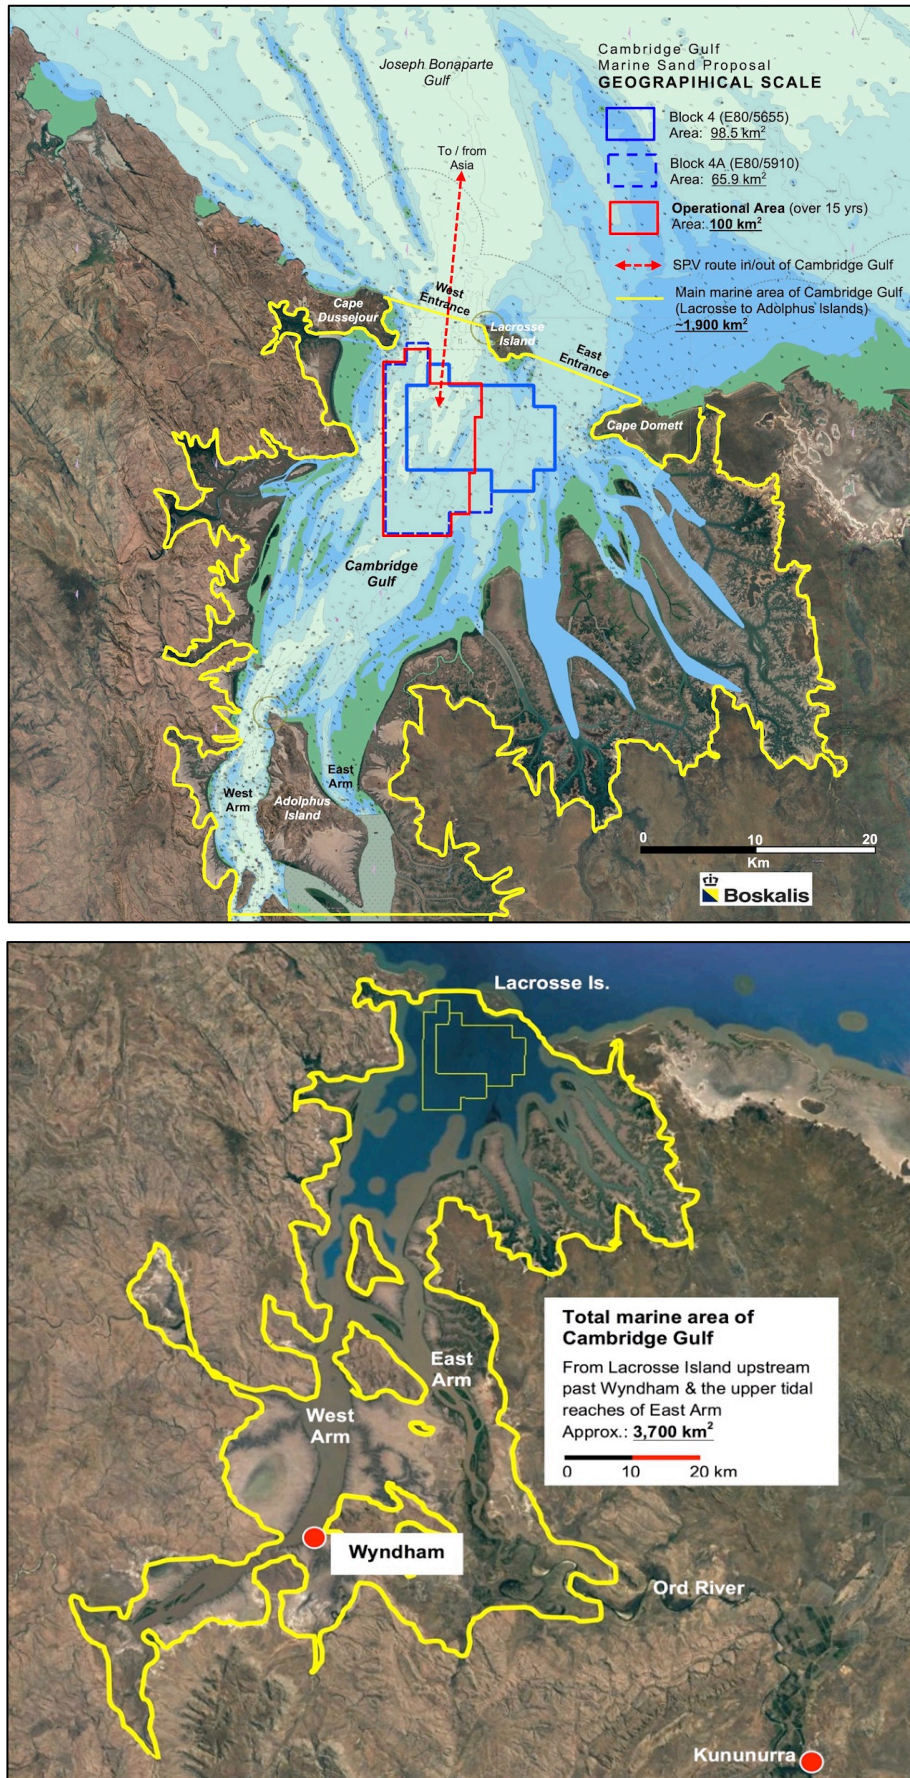 Cambridge Gulf
Marine Sand Proposal
GEOGRAPIHICAL SCALE
Joseph Bonaparte
Gulf
Block 4 (E80/5655)
Area: 98.5 km²
To / from
Asia
Block 4A (E80/5910)
Area: 65.9 km²
Operational Area (over 15 yrs)
Area: 100 km²
SPV route in/out of Cambridge Gulf
Main marine area of Cambridge Gulf
(Lacrosse to Adolphus Islands)
~1,900 km²
West
Entrance
Cape
Dussejour
Lacrosse
Island
East
Entrance
Cape Domett
Cambridge
Gulf
West
Arm
East
Arm
Adolphus
Island
0 10 20
Km
Boskalis
Lacrosse Is.
Total marine area of
Cambridge Gulf
From Lacrosse Island upstream
past Wyndham & the upper tidal
reaches of East Arm
Approx.: 3,700 km²
0 10 20 km
East
Arm
West
Arm
Wyndham
Ord River
Kununurra